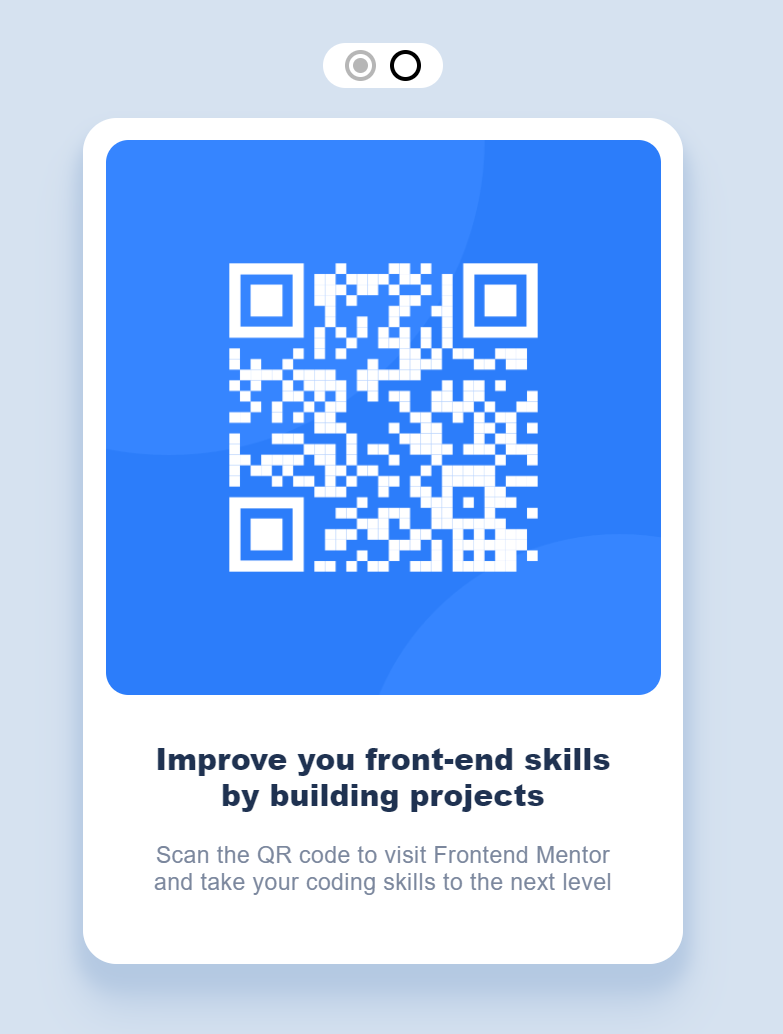 Improve you front-end skills
by building projects
Scan the QR code to visit Frontend Mentor
and take your coding skills to the next level